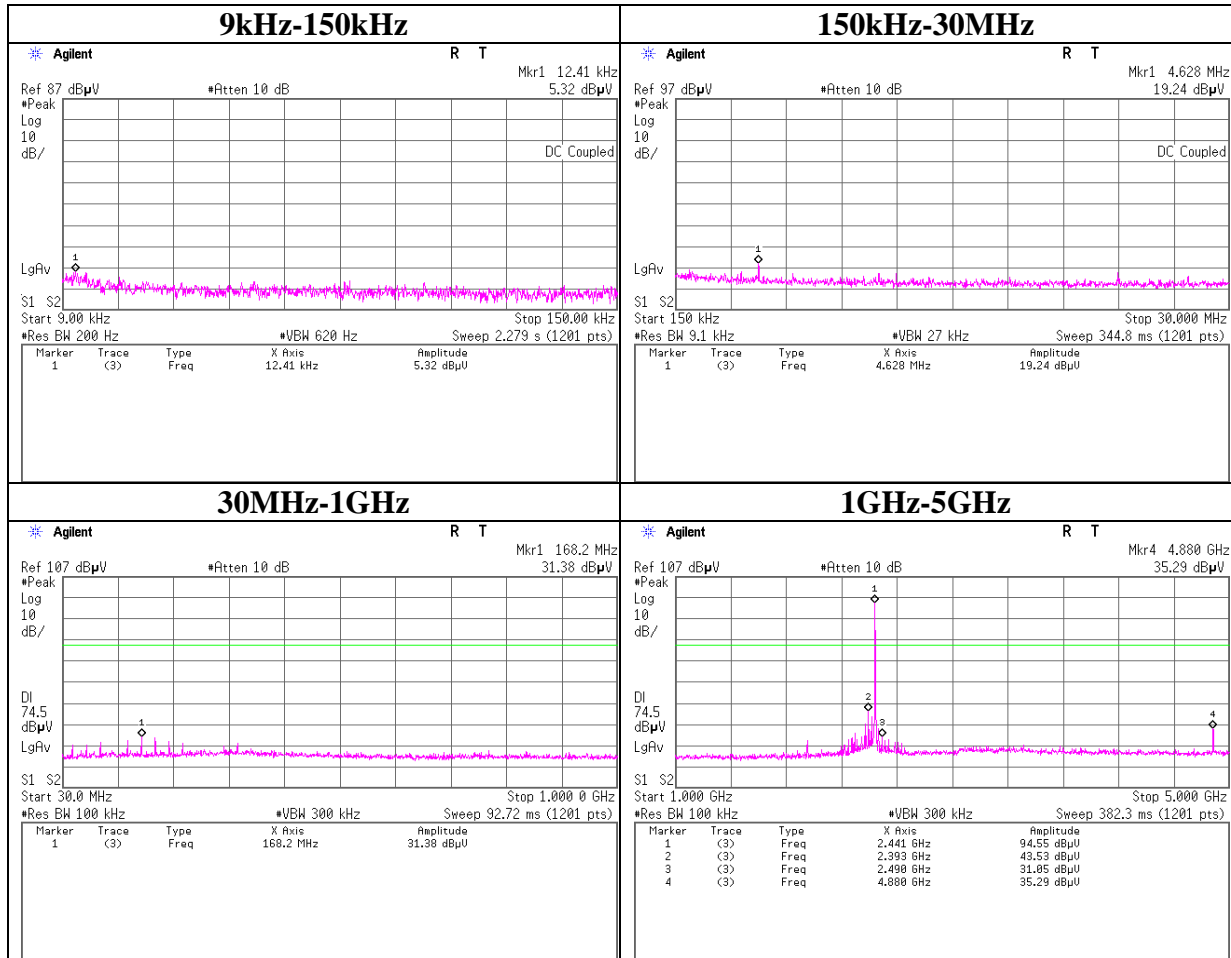 9kHz-150kHz
Agilent R T
Mkr1 12.41 kHz
Ref 87 dBµV #Atten 10 dB 5.32 dBµV
#Peak
Log
10
dB/
DC Coupled
1
LgAv
S1 S2
Start 9.00 kHz Stop 150.00 kHz
#Res BW 200 Hz #VBW 620 Hz Sweep 2.279 s (1201 pts)
Marker Trace Type X Axis Amplitude
1 (3) Freq 12.41 kHz 5.32 dBµV
150kHz-30MHz
Agilent R T
Mkr1 4.628 MHz
Ref 97 dBµV #Atten 10 dB 19.24 dBµV
#Peak
Log
10
dB/
DC Coupled
1
LgAv
S1 S2
Start 150 kHz Stop 30.000 MHz
#Res BW 9.1 kHz #VBW 27 kHz Sweep 344.8 ms (1201 pts)
Marker Trace Type X Axis Amplitude
1 (3) Freq 4.628 MHz 19.24 dBµV
30MHz-1GHz
Agilent R T
Mkr1 168.2 MHz
Ref 107 dBµV #Atten 10 dB 31.38 dBµV
#Peak
Log
10
dB/
DI
74.5
dBµV
1
LgAv
S1 S2
Start 30.0 MHz Stop 1.000 0 GHz
#Res BW 100 kHz #VBW 300 kHz Sweep 92.72 ms (1201 pts)
Marker Trace Type X Axis Amplitude
1 (3) Freq 168.2 MHz 31.38 dBµV
1GHz-5GHz
Agilent R T
Mkr4 4.880 GHz
Ref 107 dBµV #Atten 10 dB 35.29 dBµV
#Peak
1
Log
10
dB/
DI
74.5
2
dBµV
3 4
LgAv
S1 S2
Start 1.000 GHz Stop 5.000 GHz
#Res BW 100 kHz #VBW 300 kHz Sweep 382.3 ms (1201 pts)
Marker Trace Type X Axis Amplitude
1 (3) Freq 2.441 GHz 94.55 dBµV
2 (3) Freq 2.393 GHz 43.53 dBµV
3 (3) Freq 2.490 GHz 31.05 dBµV
4 (3) Freq 4.880 GHz 35.29 dBµV